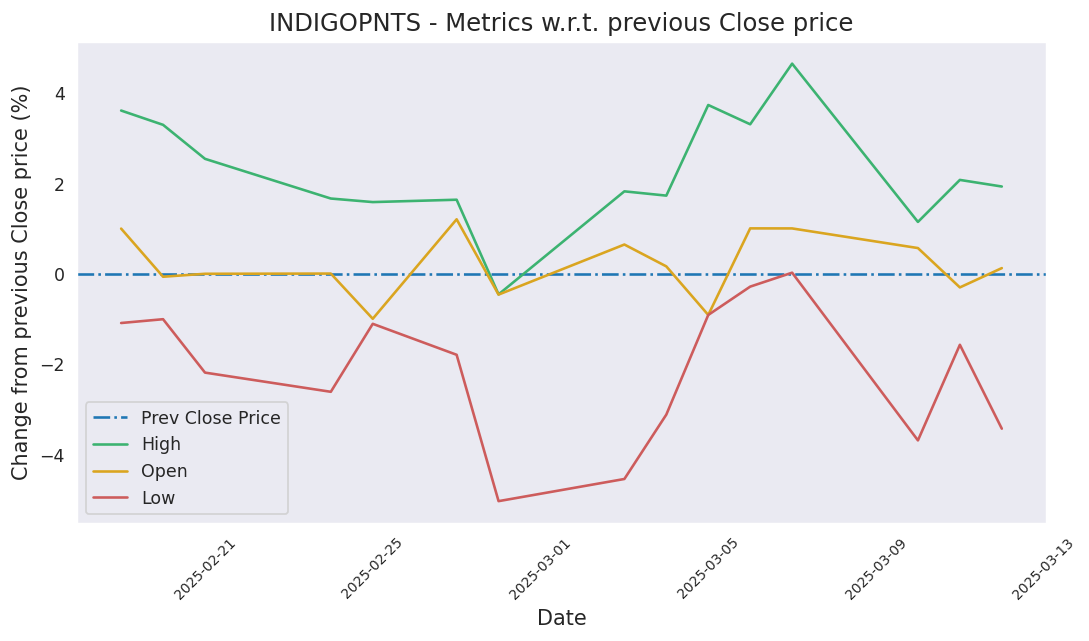 INDIGOPNTS - Metrics w.r.t. previous Close price
Change from previous Close price (%)
4
2
0
−2
−4
Prev Close Price
High
Open
Low
2025-02-21
2025-02-25
2025-03-01
2025-03-05
2025-03-09
2025-03-13
Date